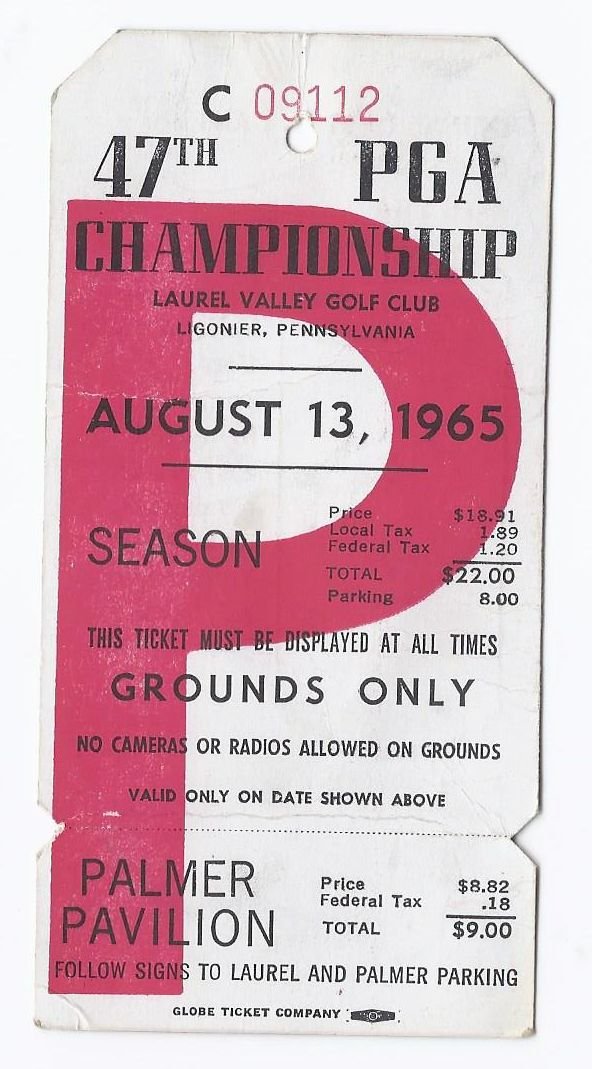 C 09112
47TH PGA
CHAMPIONSHIP
LAUREL VALLEY GOLF CLUB
LIGONIER, PENNSYLVANIA
AUGUST 13, 1965
SEASON
Price $18.91
Local Tax 1.89
Federal Tax 1.20
TOTAL $22.00
Parking 8.00
THIS TICKET MUST BE DISPLAYED AT ALL TIMES
GROUNDS ONLY
NO CAMERAS OR RADIOS ALLOWED ON GROUNDS
VALID ONLY ON DATE SHOWN ABOVE
PALMER
PAVILION
Price $8.82
Federal Tax .18
TOTAL $9.00
FOLLOW SIGNS TO LAUREL AND PALMER PARKING
GLOBE TICKET COMPANY
P